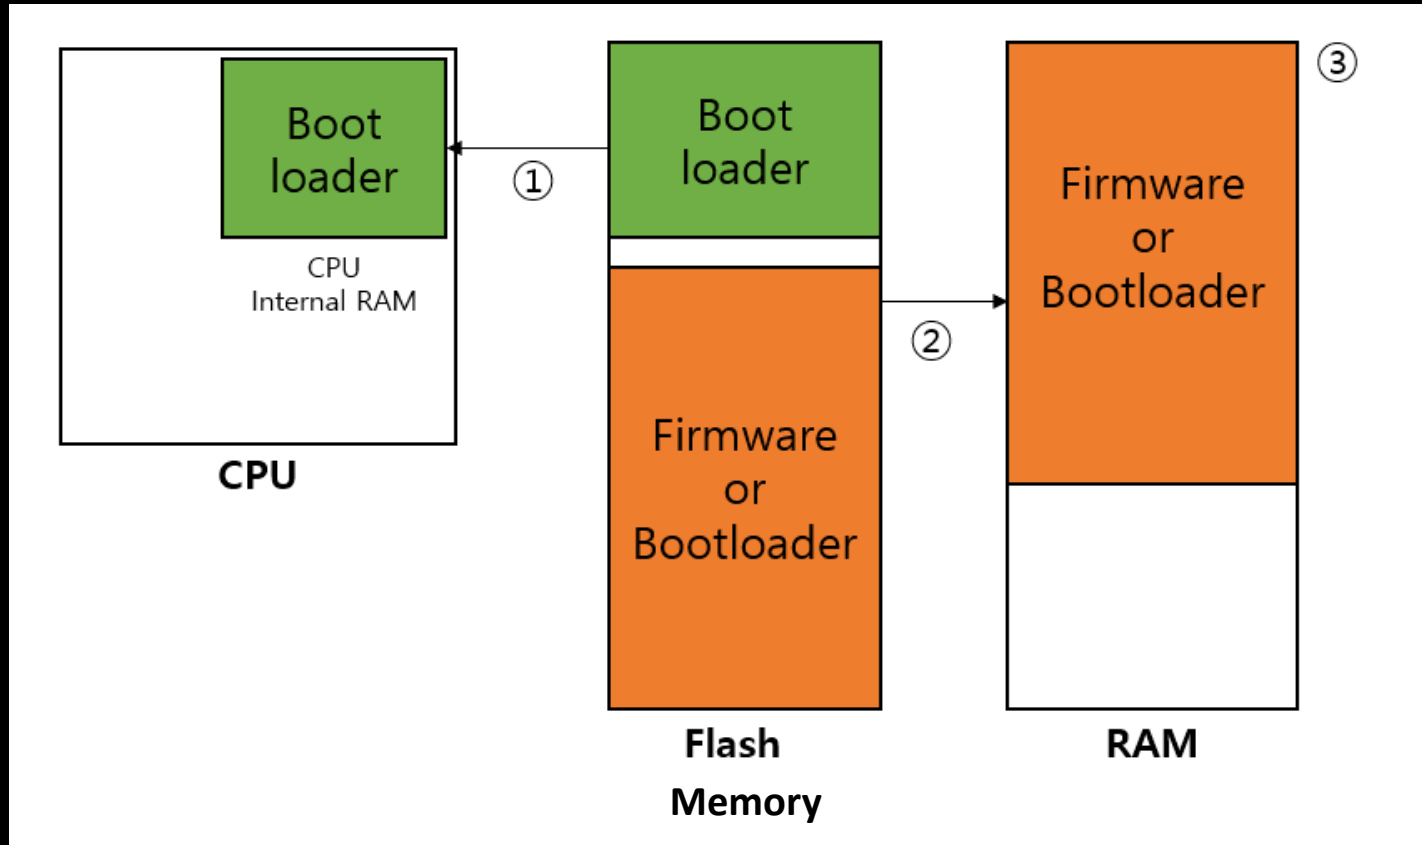 Boot
loader
CPU
Internal RAM
CPU
①
Boot
loader
Firmware
or
Bootloader
Flash
Memory
②
Firmware
or
Bootloader
RAM
③